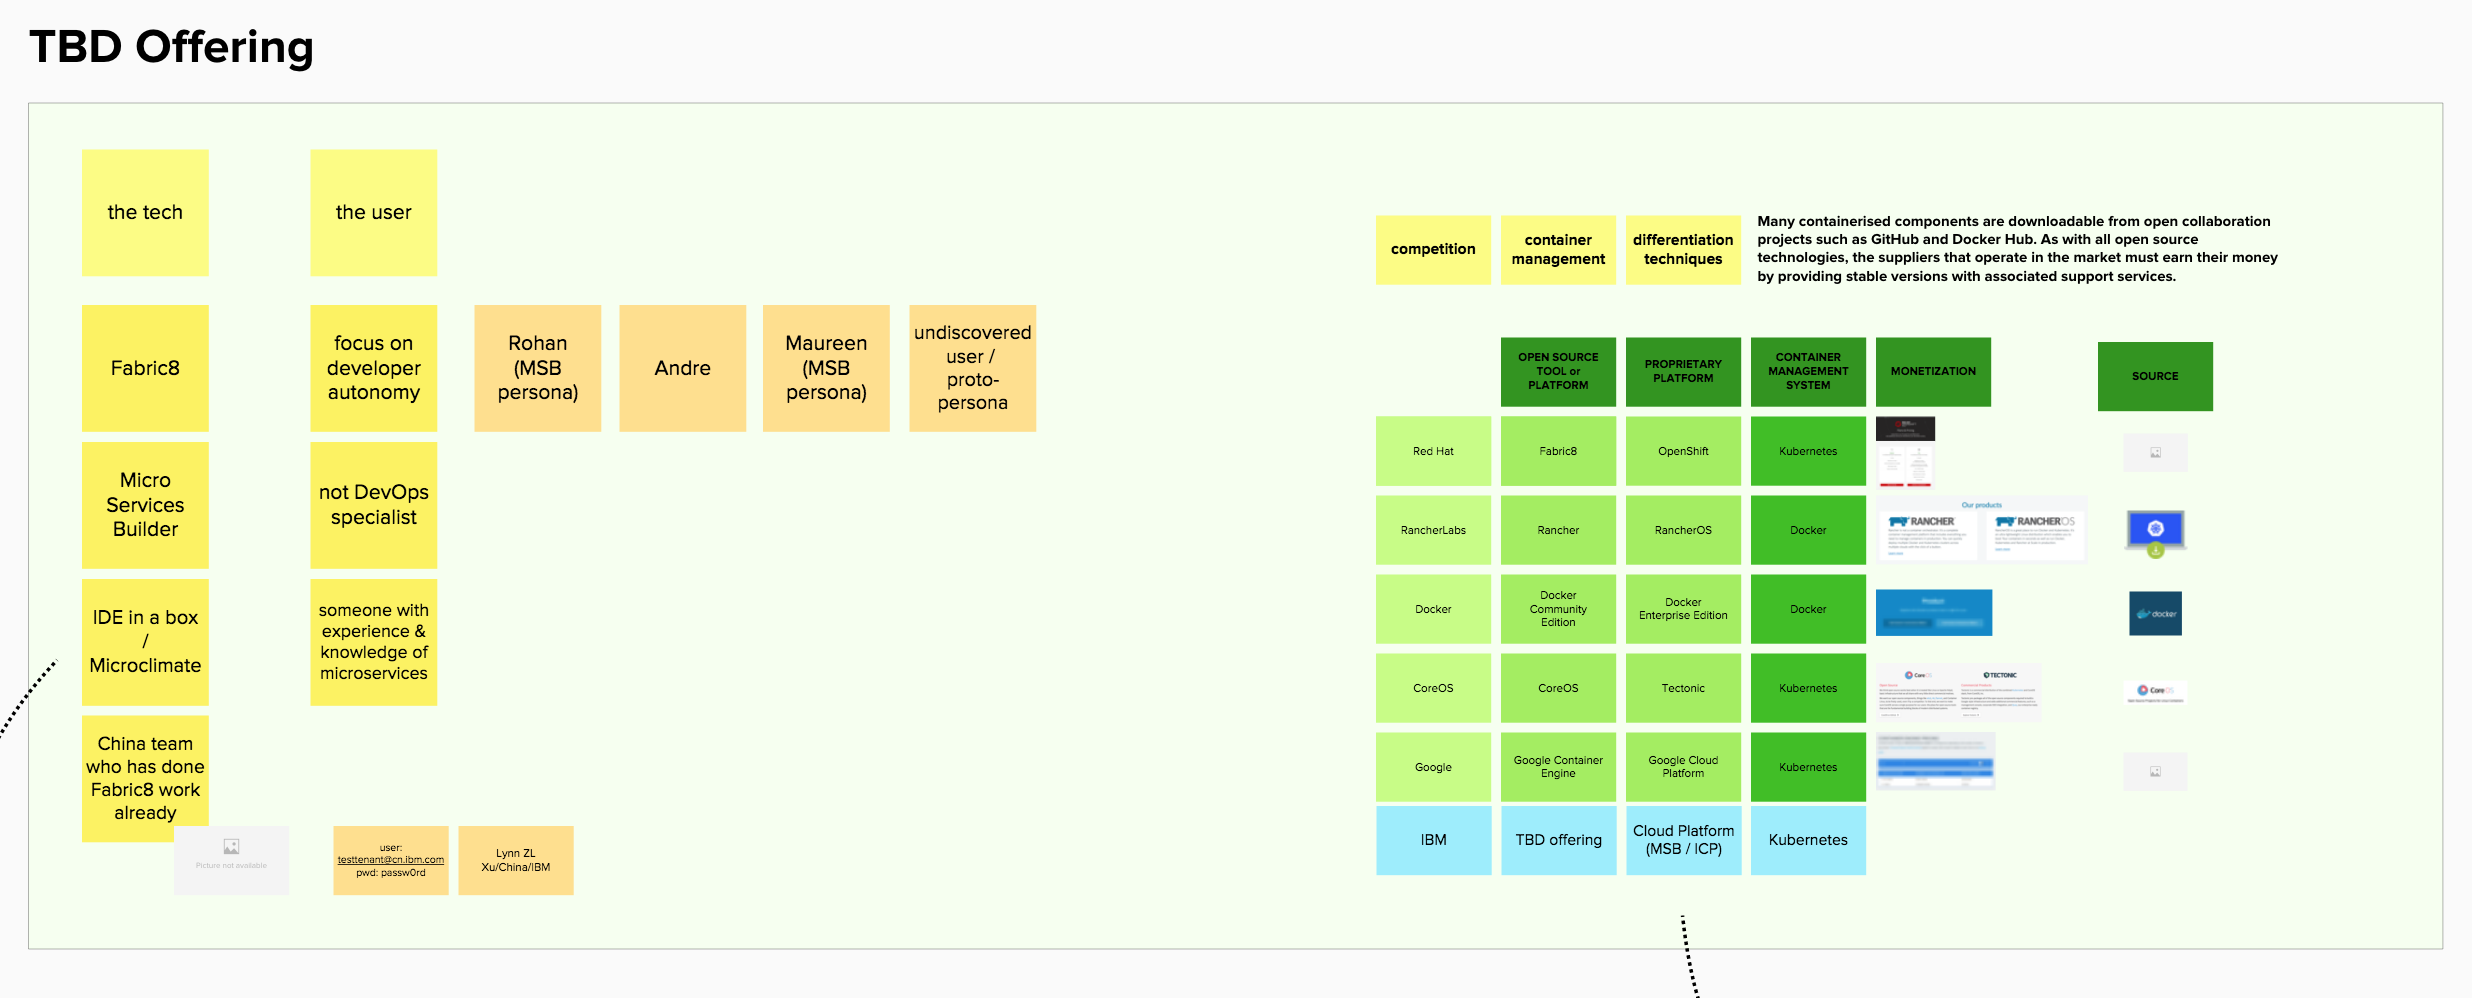 TBD Offering
the tech
the user
Fabric8
focus on
developer
autonomy
Rohan
(MSB
persona)
Andre
Maureen
(MSB
persona)
undiscovered
user /
proto-
persona
Micro
Services
Builder
not DevOps
specialist
IDE in a box
/
Microclimate
someone with
experience &
knowledge of
microservices
China team
who has done
Fabric8 work
already
Picture not available
user:
testtenant@cn.ibm.com
pwd: passw0rd
Lynn ZL
Xu/China/IBM
competition
container
management
differentiation
techniques
Many containerised components are downloadable from open collaboration
projects such as GitHub and Docker Hub. As with all open source
technologies, the suppliers that operate in the market must earn their money
by providing stable versions with associated support services.
OPEN SOURCE
TOOL or
PLATFORM
PROPRIETARY
PLATFORM
CONTAINER
MANAGEMENT
SYSTEM
MONETIZATION
SOURCE
Red Hat
Fabric8
OpenShift
Kubernetes
RancherLabs
Rancher
RancherOS
Docker
Our products
RANCHER
RANCHEROS
Docker
Docker
Community
Edition
Docker
Enterprise Edition
Docker
docker
CoreOS
CoreOS
Tectonic
Kubernetes
CoreOS
TECTONIC
CoreOS
Google
Google Container
Engine
Google Cloud
Platform
Kubernetes
IBM
TBD offering
Cloud Platform
(MSB / ICP)
Kubernetes